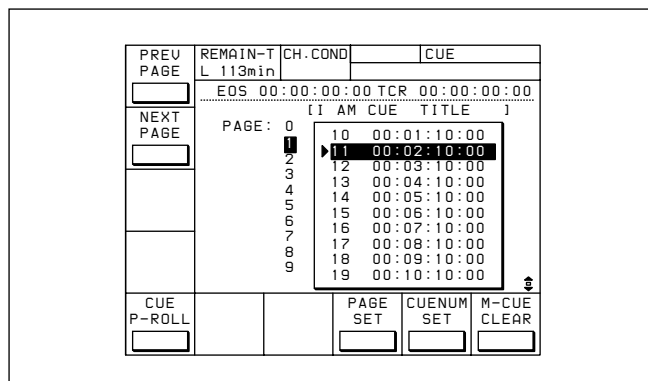 PREV PAGE
REMAIN-T CH.COND CUE
L 113min
EOS 00:00:00:00 TCR 00:00:00:00
NEXT PAGE
[I AM CUE TITLE ]
PAGE: 0
1
2
3
4
5
6
7
8
9
10 00:01:10:00
11 00:02:10:00
12 00:03:10:00
13 00:04:10:00
14 00:05:10:00
15 00:06:10:00
16 00:07:10:00
17 00:08:10:00
18 00:09:10:00
19 00:10:10:00
CUE P-ROLL
PAGE SET
CUENUM SET
M-CUE CLEAR